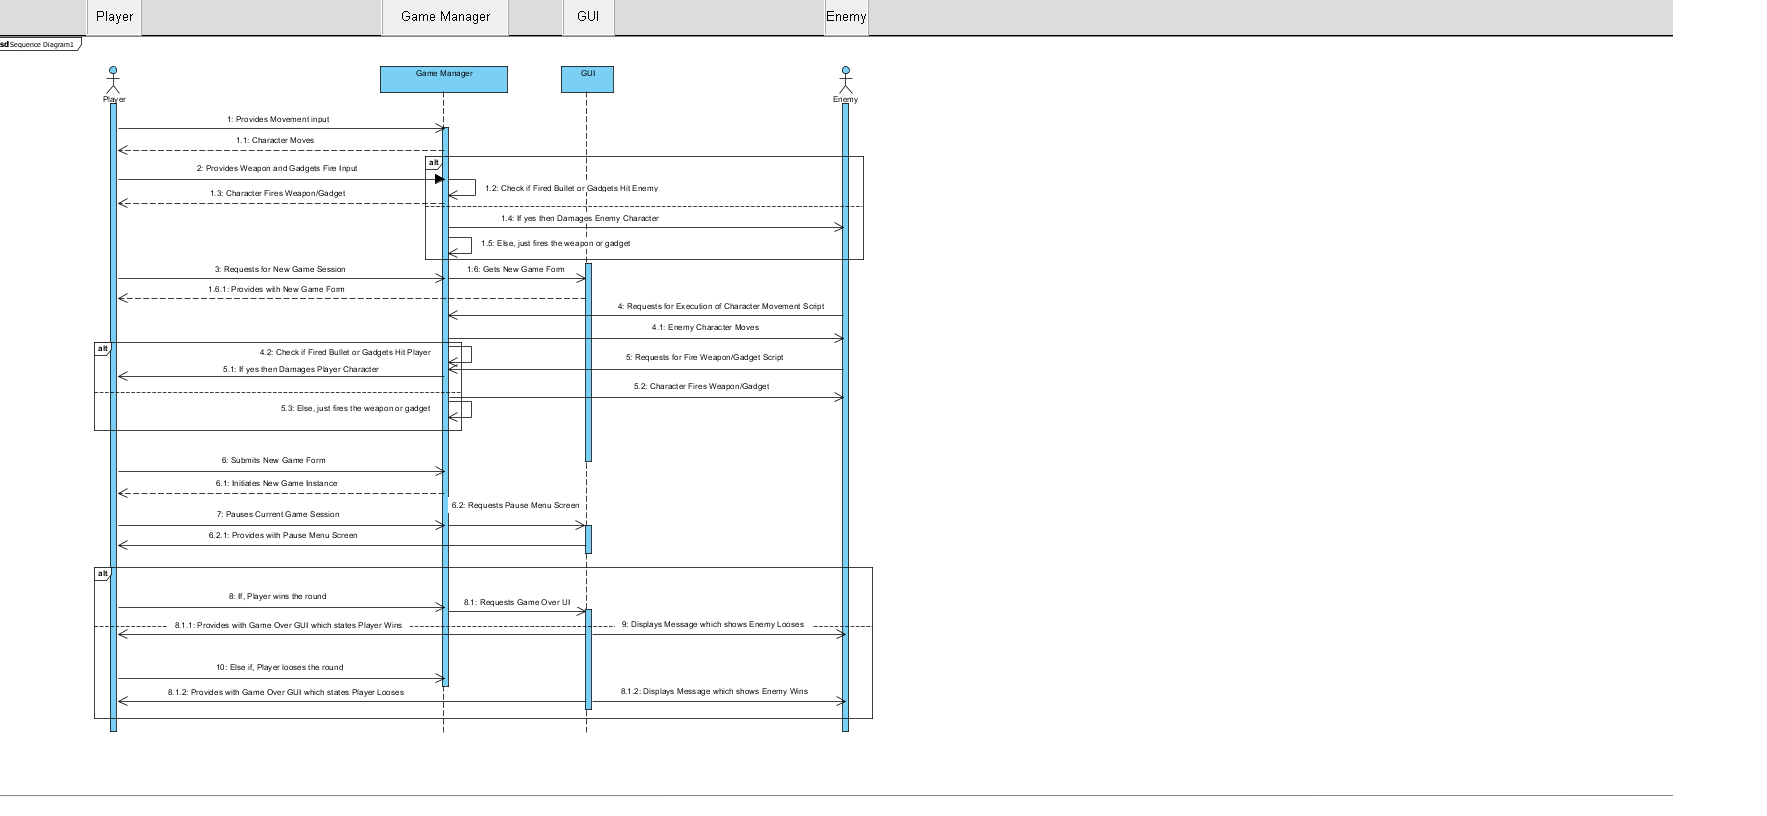 Player
Game Manager
GUI
Enemy
sd Sequence Diagram1
Game Manager
GUI
Player
Enemy
1: Provides Movement input
1.1: Character Moves
alt
2: Provides Weapon and Gadgets Fire Input
1.2: Check if Fired Bullet or Gadgets Hit Enemy
1.3: Character Fires Weapon/Gadget
1.4: If yes then Damages Enemy Character
1.5: Else, just fires the weapon or gadget
3: Requests for New Game Session
1.6: Gets New Game Form
1.6.1: Provides with New Game Form
4: Requests for Execution of Character Movement Script
4.1: Enemy Character Moves
alt
4.2: Check if Fired Bullet or Gadgets Hit Player
5: Requests for Fire Weapon/Gadget Script
5.1: If yes then Damages Player Character
5.2: Character Fires Weapon/Gadget
5.3: Else, just fires the weapon or gadget
6: Submits New Game Form
6.1: Initiates New Game Instance
6.2: Requests Pause Menu Screen
7: Pauses Current Game Session
6.2.1: Provides with Pause Menu Screen
alt
8: If, Player wins the round
8.1: Requests Game Over UI
8.1.1: Provides with Game Over GUI which states Player Wins
9: Displays Message which shows Enemy Looses
10: Else if, Player looses the round
8.1.2: Provides with Game Over GUI which states Player Looses
8.1.2: Displays Message which shows Enemy Wins